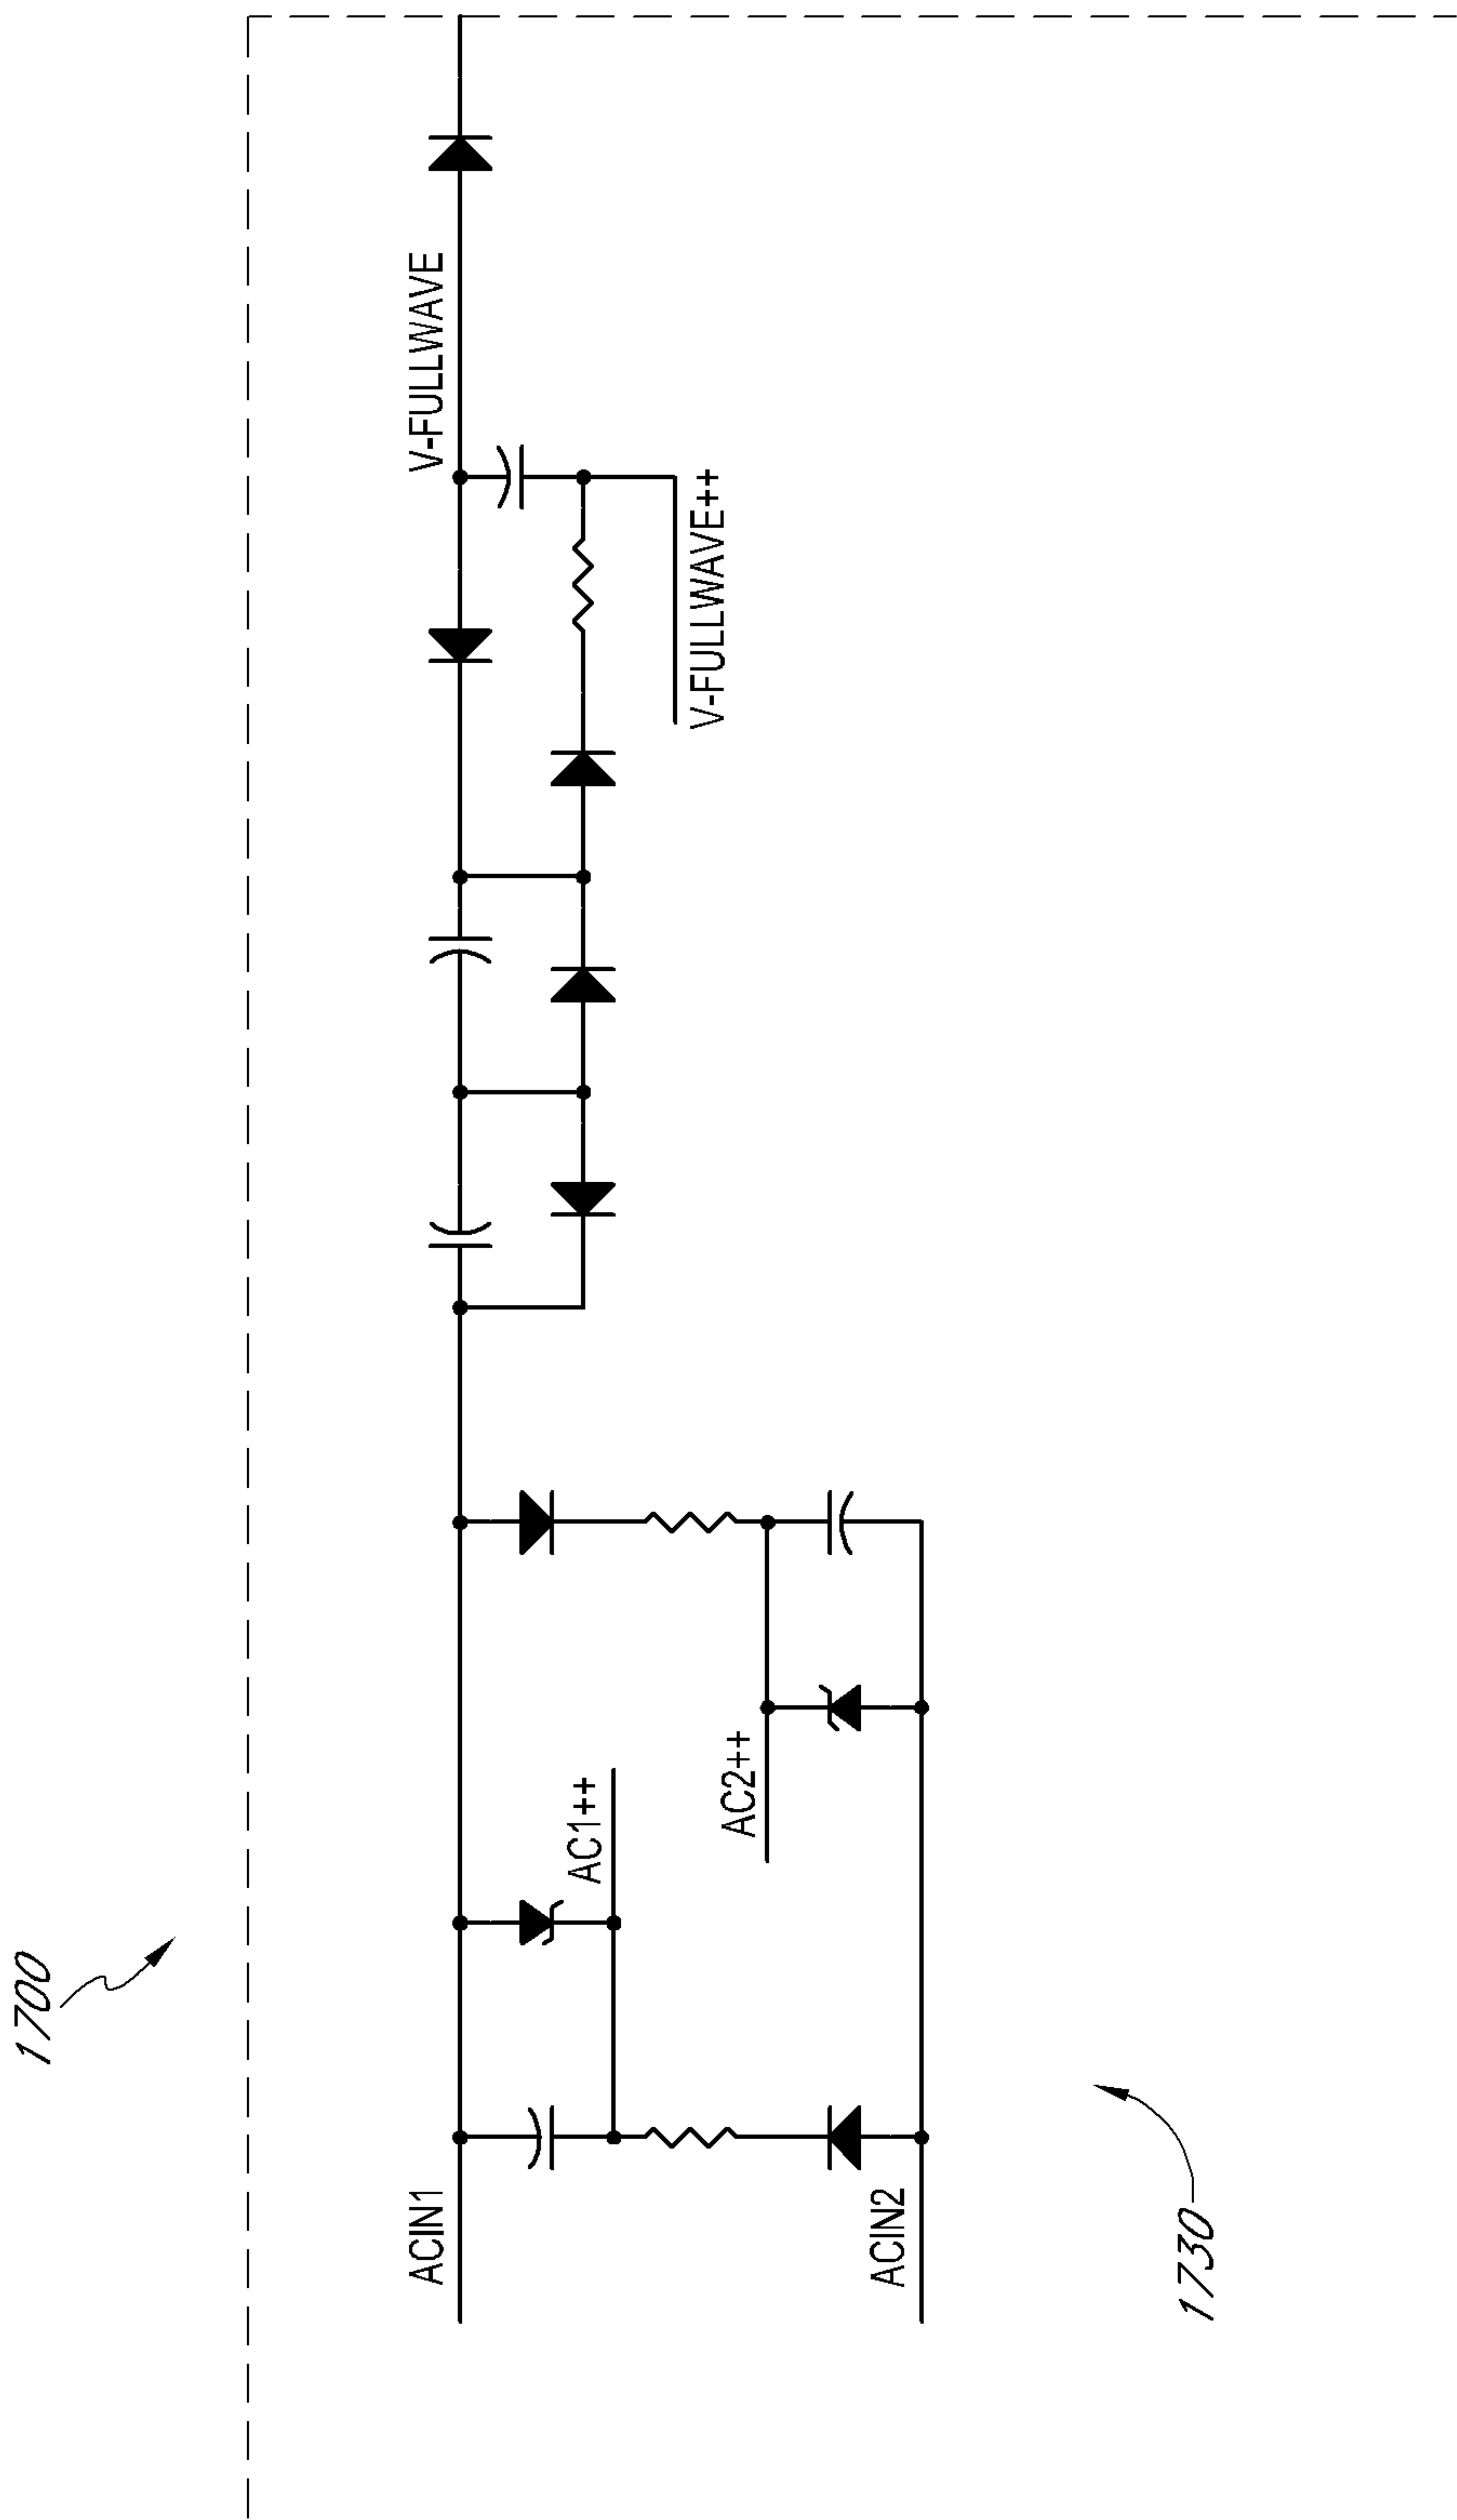 1700
ACIN1
V-FULLWAVE
AC1++
V-FULLWAVE++
AC2++
ACIN2
1730